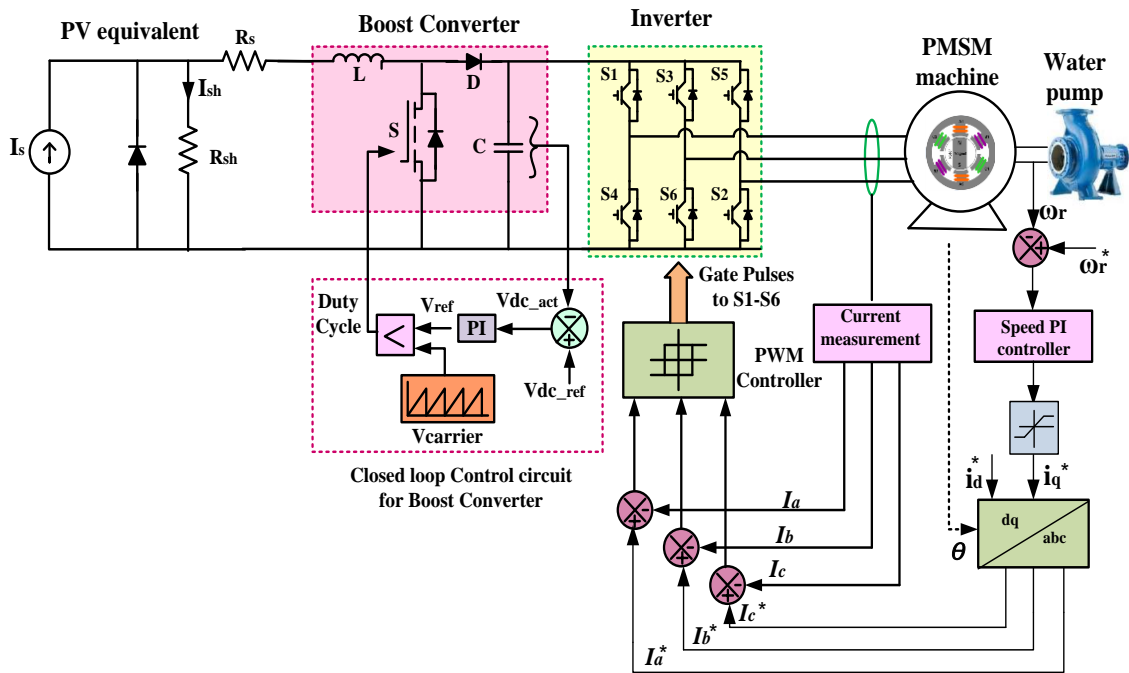 PV equivalent
Boost Converter
Inverter
PMSM
machine
Water
pump
Rs
L
D
S1
S3
S5
Ish
Is
Rsh
S
C
S4
S6
S2
ωr
ωr*
Gate Pulses
to S1-S6
Duty
Cycle
Vref
Vdc_act
PI
<
Vdc_ref
Vcarrier
PWM
Controller
Current
measurement
Speed PI
controller
Closed loop Control circuit
for Boost Converter
id*
iq*
Ia
Ib
Ic
dq
abc
θ
Ic*
Ib*
Ia*